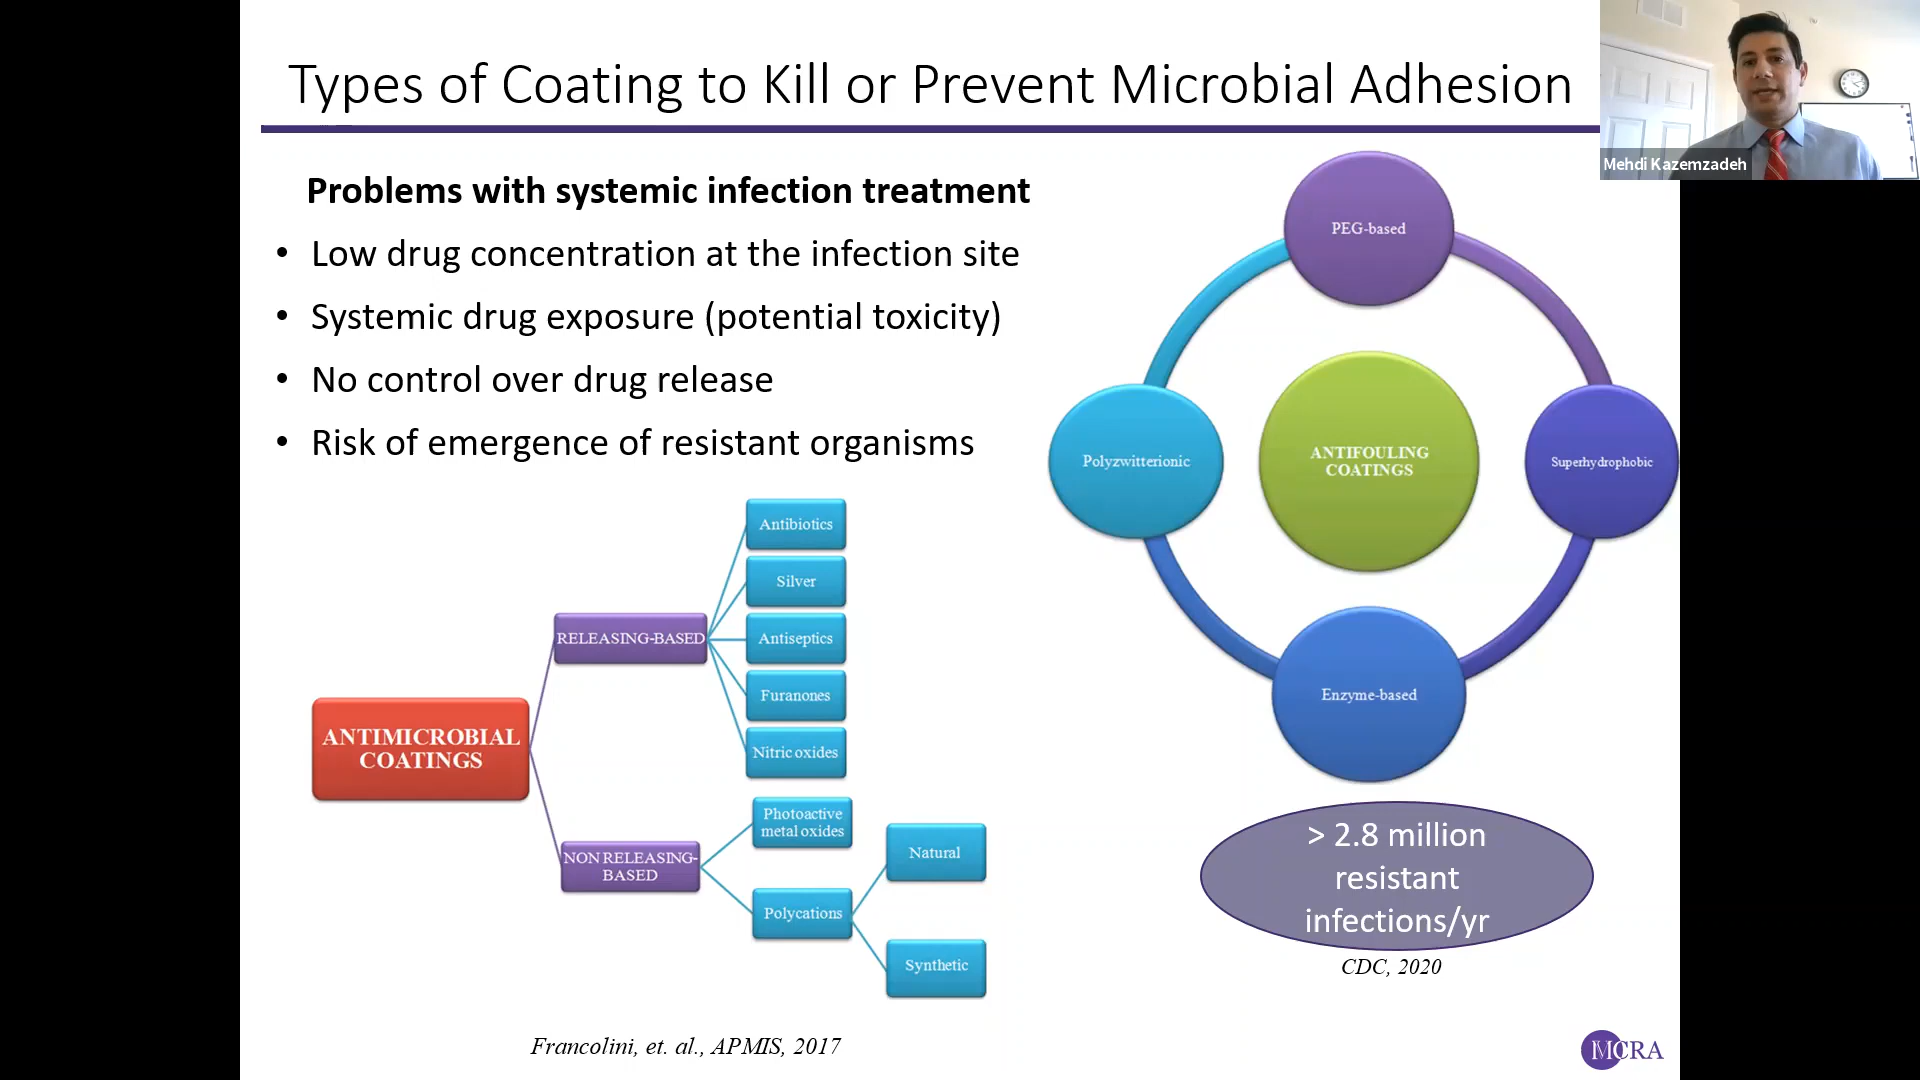 Types of Coating to Kill or Prevent Microbial Adhesion
Mehdi Kazemzadeh
Problems with systemic infection treatment
• Low drug concentration at the infection site
• Systemic drug exposure (potential toxicity)
• No control over drug release
• Risk of emergence of resistant organisms
ANTIMICROBIAL
COATINGS
RELEASING-BASED
Antibiotics
Silver
Antiseptics
Furanones
Nitric oxides
NON RELEASING-
BASED
Photoactive
metal oxides
Polycations
Natural
Synthetic
Francolini, et. al., APMIS, 2017
PEG-based
Polyzwitterionic
ANTIFOULING
COATINGS
Superhydrophobic
Enzyme-based
> 2.8 million
resistant
infections/yr
CDC, 2020
MCRA